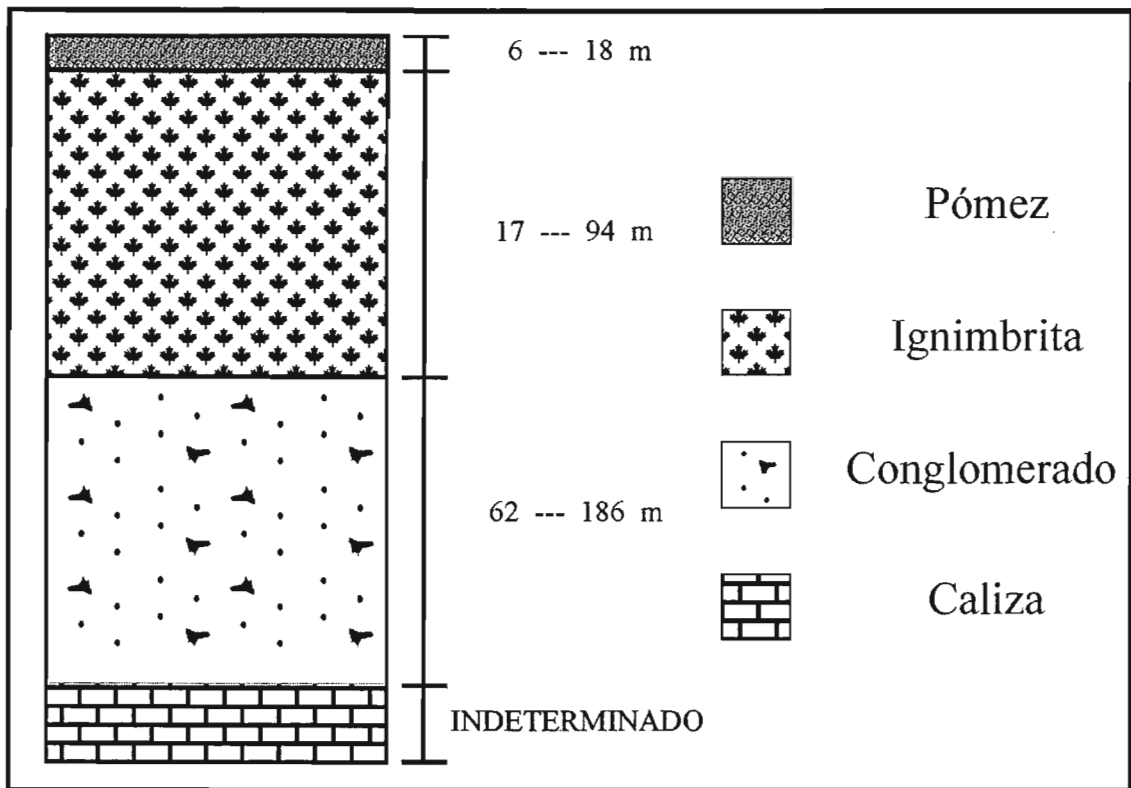 6 --- 18 m
17 --- 94 m
62 --- 186 m
INDETERMINADO
Pómez
Ignimbrita
Conglomerado
Caliza